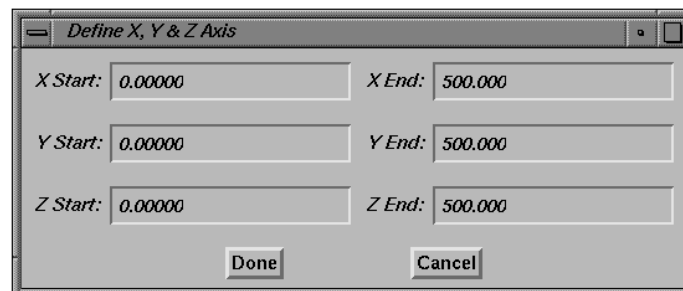 Define X, Y & Z Axis
X Start: 0.00000 X End: 500.000
Y Start: 0.00000 Y End: 500.000
Z Start: 0.00000 Z End: 500.000
Done Cancel